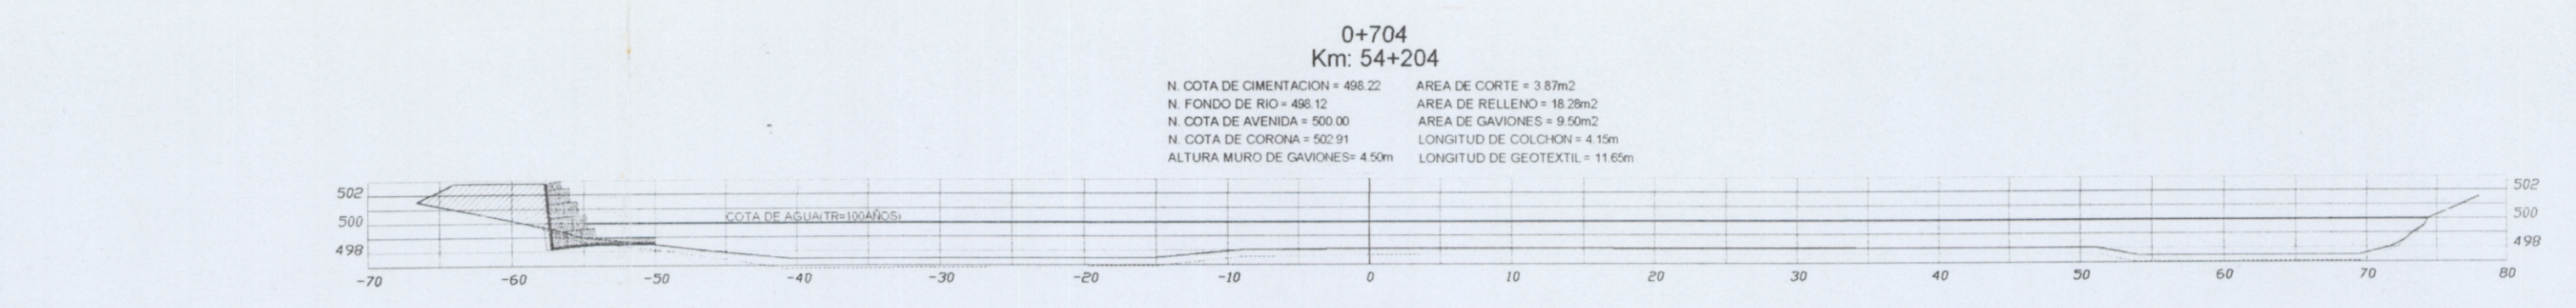 0+704
Km: 54+204
N. COTA DE CIMENTACION = 498.22 AREA DE CORTE = 3.87m2
N. FONDO DE RIO = 498.12 AREA DE RELLENO = 18.28m2
N. COTA DE AVENIDA = 500.00 AREA DE GAVIONES = 9.50m2
N. COTA DE CORONA = 502.91 LONGITUD DE COLCHON = 4.15m
ALTURA MURO DE GAVIONES= 4.50m LONGITUD DE GEOTEXTIL = 11.65m
502 502
COTA DE AGUA(TR=100AÑOS)
500 500
498 498
-70 -60 -50 -40 -30 -20 -10 0 10 20 30 40 50 60 70 80